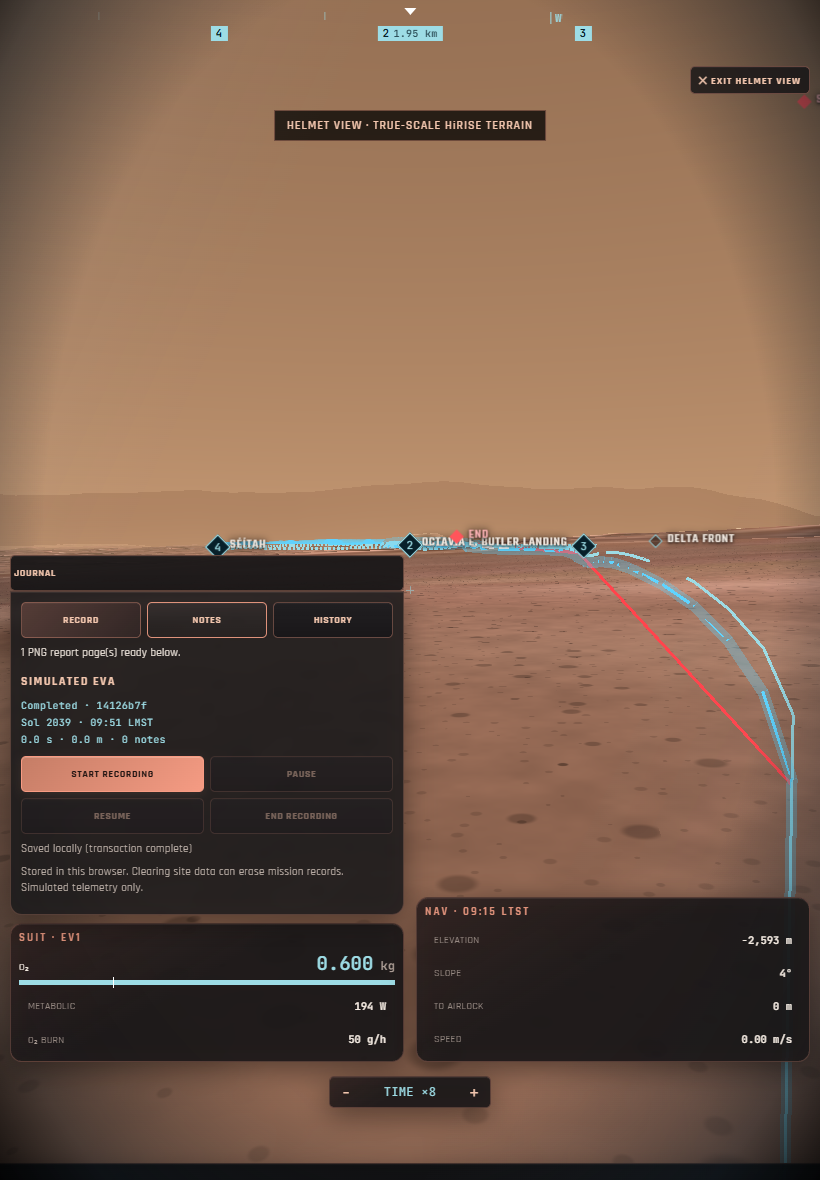 W
4
2 1.95 km
3
EXIT HELMET VIEW
HELMET VIEW · TRUE-SCALE HiRISE TERRAIN
END
4 SÉÍTAH
2 OCTAVIA E. BUTLER LANDING
3
DELTA FRONT
JOURNAL
RECORD
NOTES
HISTORY
1 PNG report page(s) ready below.
SIMULATED EVA
Completed · 14126b7f
Sol 2039 · 09:51 LMST
0.0 s · 0.0 m · 0 notes
START RECORDING
PAUSE
RESUME
END RECORDING
Saved locally (transaction complete)
Stored in this browser. Clearing site data can erase mission records.
Simulated telemetry only.
SUIT · EV1
O₂ 0.600 kg
METABOLIC 194 W
O₂ BURN 50 g/h
NAV · 09:15 LTST
ELEVATION -2,593 m
SLOPE 4°
TO AIRLOCK 0 m
SPEED 0.00 m/s
- TIME ×8 +